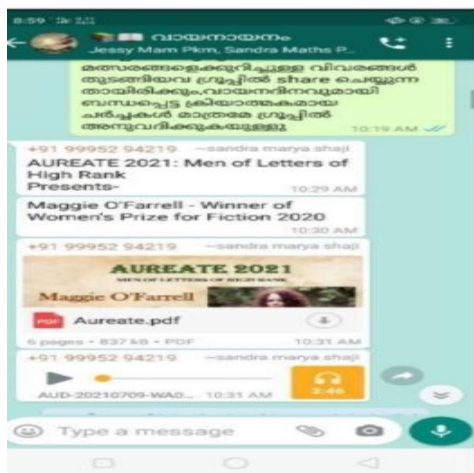 8:59
വായനായനം
Jessy Mam Pkm, Sandra Maths P...
മത്സരങ്ങളെക്കുറിച്ചുള്ള വിവരങ്ങൾ
തുടങ്ങിയവ ഗ്രൂപ്പിൽ share ചെയ്യുന്ന
തായിരിക്കും,വായനദിനവുമായി
ബന്ധപ്പെട്ട ക്രിയാത്മകമായ
ചർച്ചകൾ മാത്രമേ ഗ്രൂപ്പിൽ
അനുവദിക്കുകയുള്ളു
10:19 AM
+91 99952 94219 ~sandra marya shaji
AUREATE 2021: Men of Letters of
High Rank
Presents-
10:29 AM
Maggie O'Farrell - Winner of
Women's Prize for Fiction 2020
10:30 AM
+91 99952 94219 ~sandra marya shaji
AUREATE 2021
MEN OF LETTERS OF HIGH RANK
Maggie O'Farrell
PDF Aureate.pdf
6 pages • 837 kB • PDF 10:31 AM
+91 99952 94219 ~sandra marya shaji
AUD-20210709-WA0... 10:31 AM
3:46
Type a message